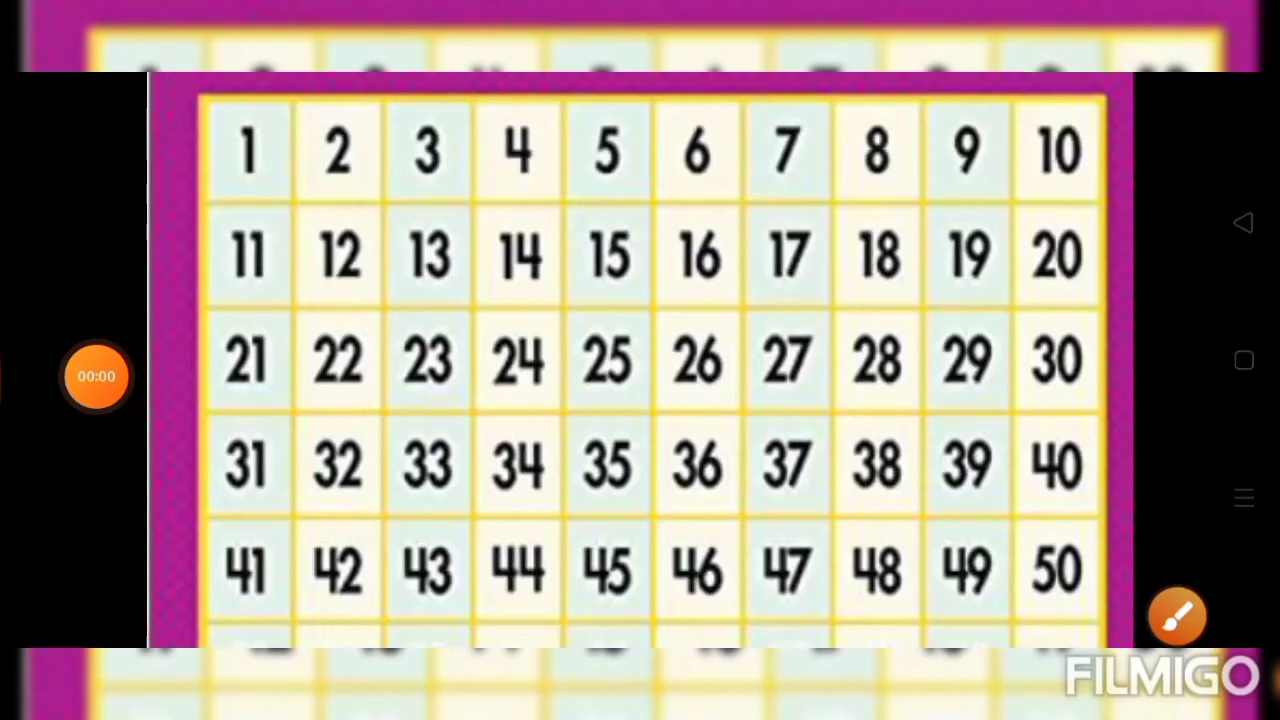 1 2 3 4 5 6 7 8 9 10
11 12 13 14 15 16 17 18 19 20
21 22 23 24 25 26 27 28 29 30
31 32 33 34 35 36 37 38 39 40
00:00
41 42 43 44 45 46 47 48 49 50
FILMIGO